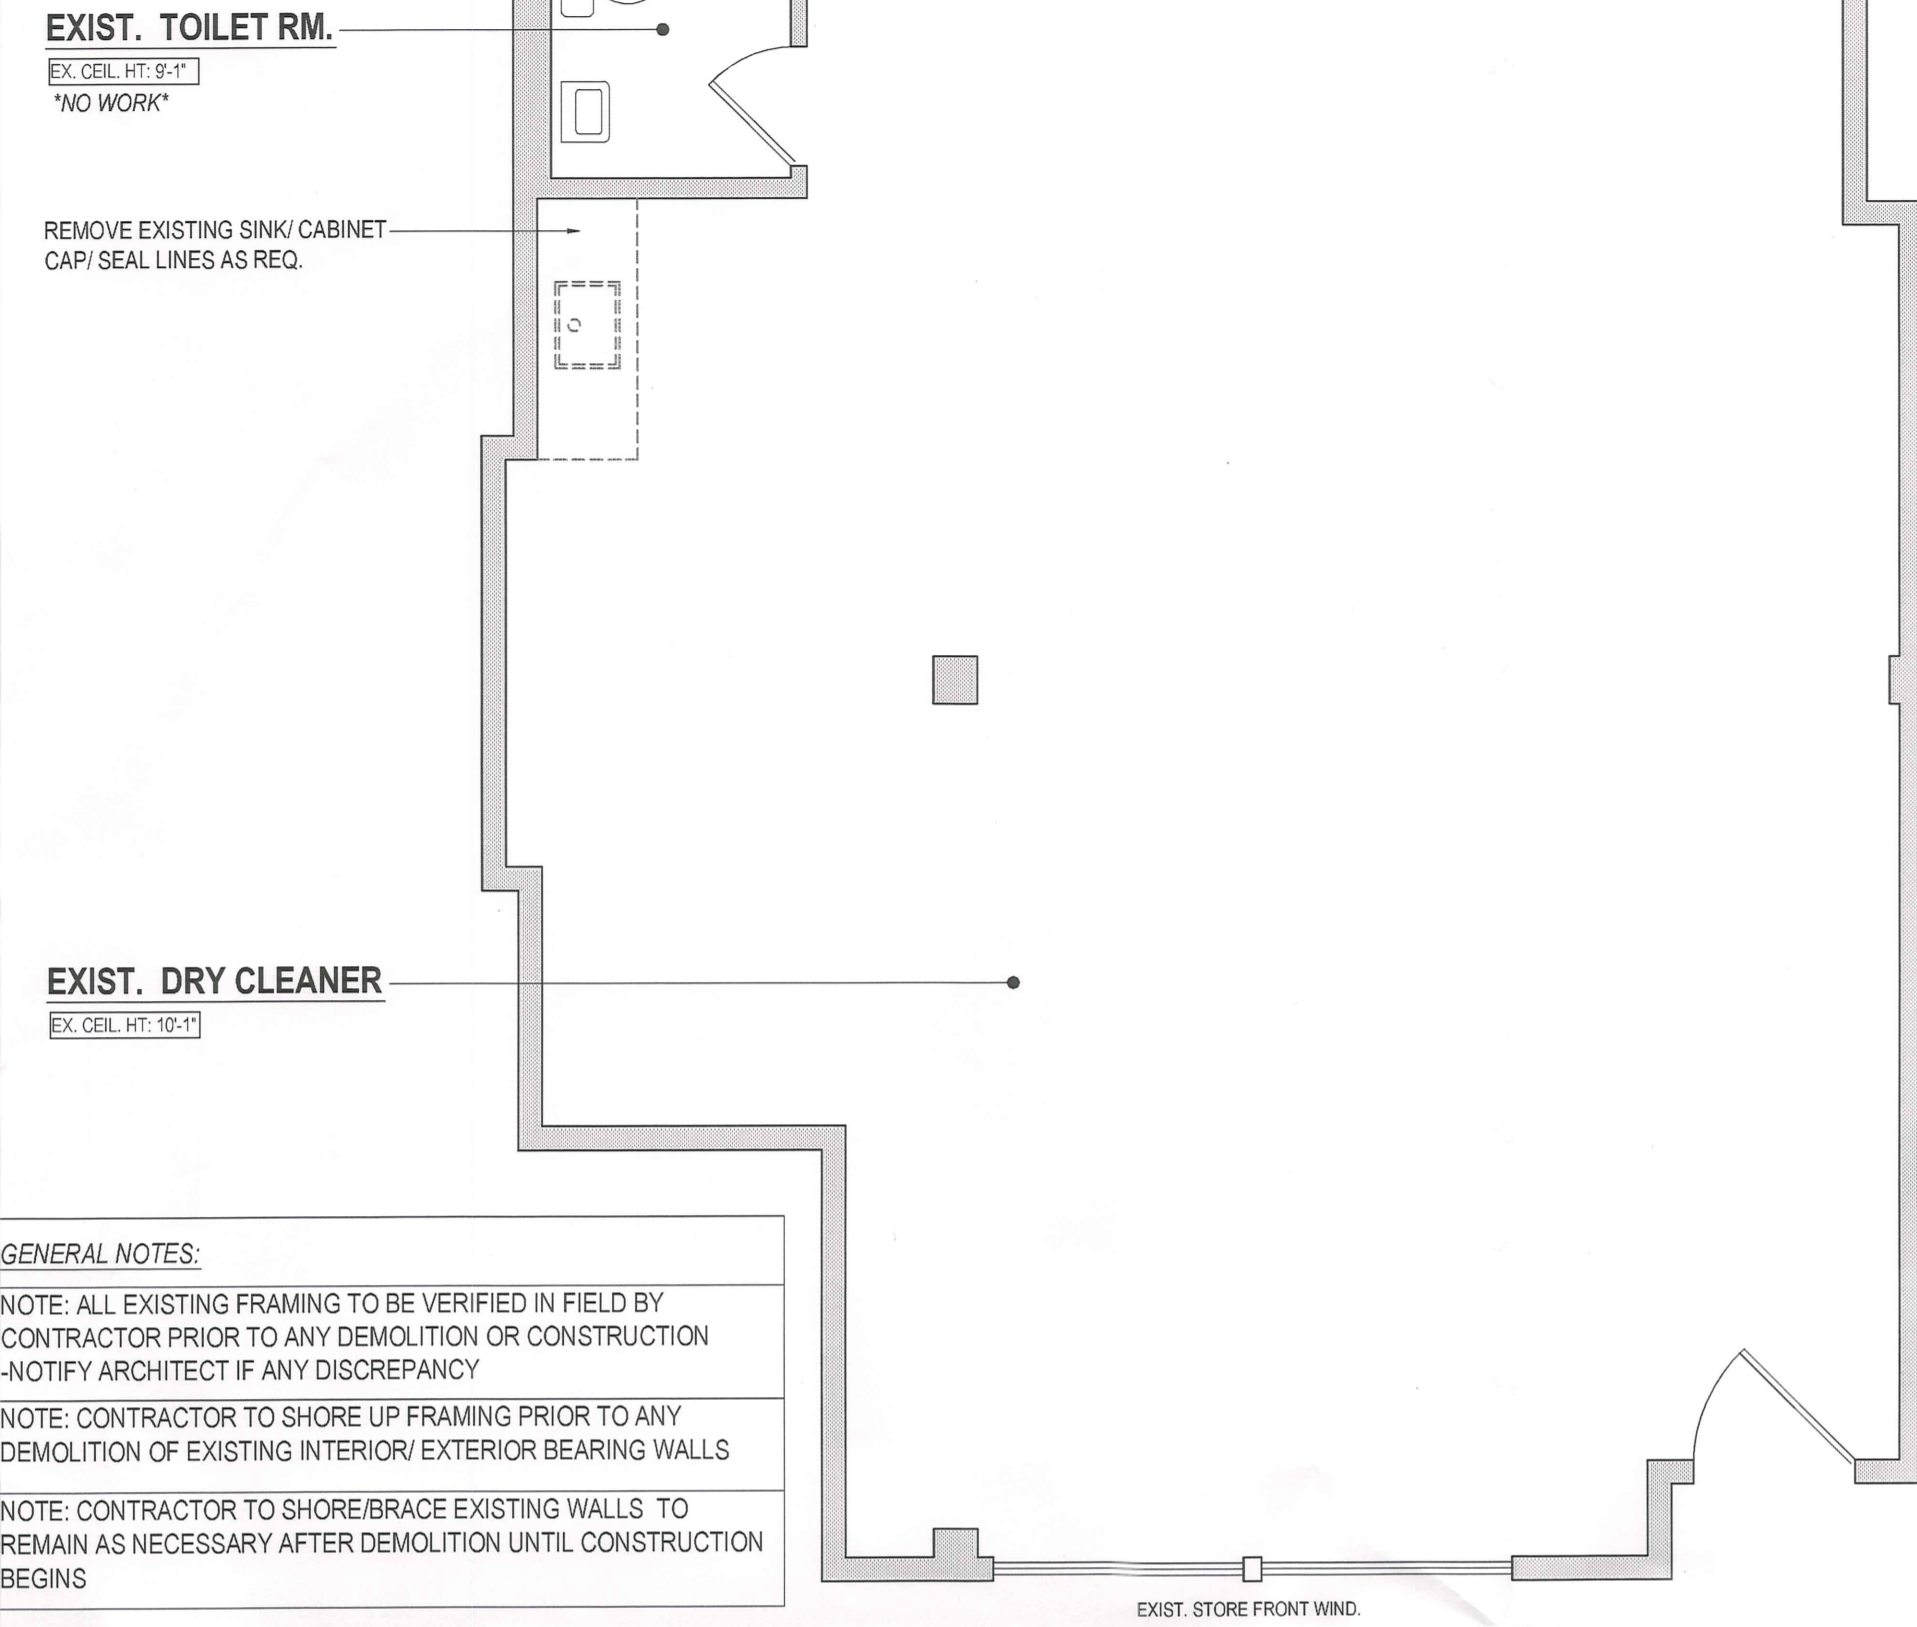 EXIST. TOILET RM.
EX. CEIL. HT: 9'-1"
*NO WORK*
REMOVE EXISTING SINK/ CABINET
CAP/ SEAL LINES AS REQ.
EXIST. DRY CLEANER
EX. CEIL. HT: 10'-1"
GENERAL NOTES:
NOTE: ALL EXISTING FRAMING TO BE VERIFIED IN FIELD BY
CONTRACTOR PRIOR TO ANY DEMOLITION OR CONSTRUCTION
-NOTIFY ARCHITECT IF ANY DISCREPANCY
NOTE: CONTRACTOR TO SHORE UP FRAMING PRIOR TO ANY
DEMOLITION OF EXISTING INTERIOR/ EXTERIOR BEARING WALLS
NOTE: CONTRACTOR TO SHORE/BRACE EXISTING WALLS TO
REMAIN AS NECESSARY AFTER DEMOLITION UNTIL CONSTRUCTION
BEGINS
EXIST. STORE FRONT WIND.